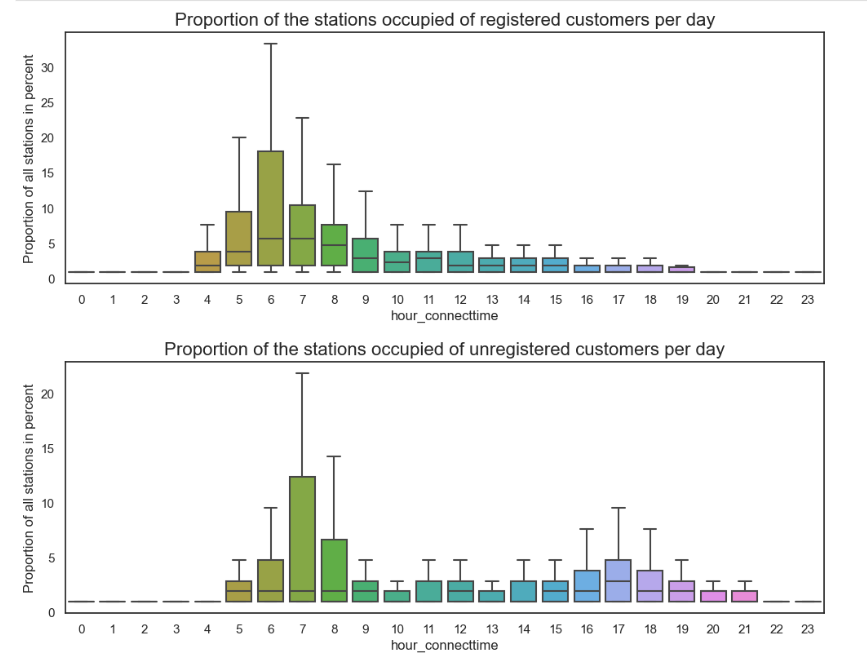 Proportion of the stations occupied of registered customers per day
Proportion of all stations in percent
30
25
20
15
10
5
0
0 1 2 3 4 5 6 7 8 9 10 11 12 13 14 15 16 17 18 19 20 21 22 23
hour_connecttime
Proportion of the stations occupied of unregistered customers per day
Proportion of all stations in percent
20
15
10
5
0
0 1 2 3 4 5 6 7 8 9 10 11 12 13 14 15 16 17 18 19 20 21 22 23
hour_connecttime